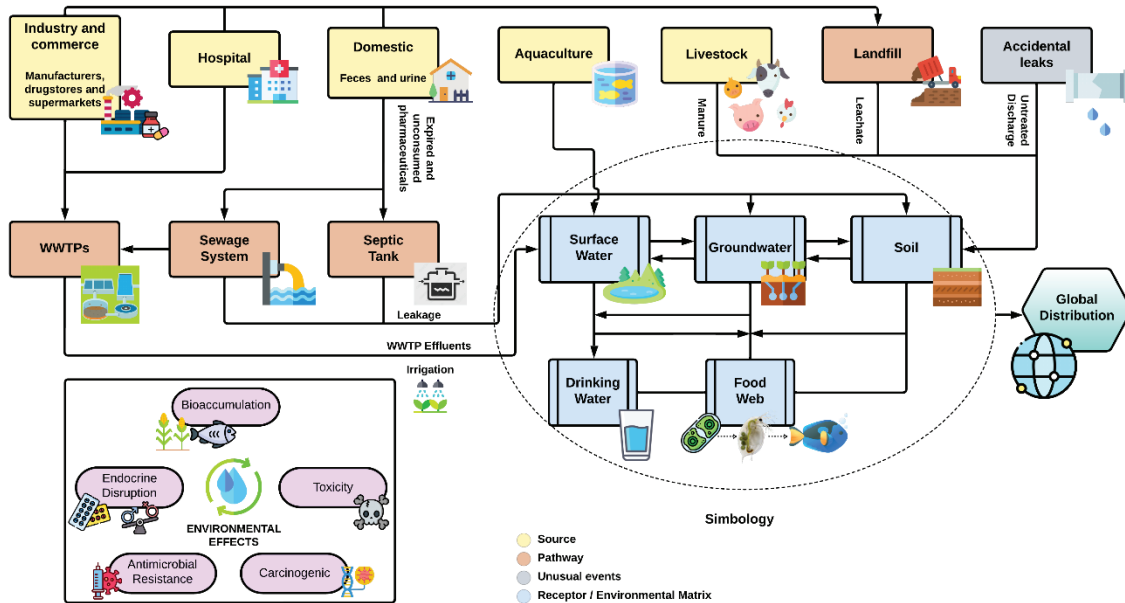 Industry and
commerce
Manufacturers,
drugstores and
supermarkets
Hospital
Domestic
Feces and urine
Aquaculture
Livestock
Landfill
Accidental
leaks
Expired and
unconsumed
pharmaceuticals
Manure
Leachate
Untreated
Discharge
WWTPs
Sewage
System
Septic
Tank
Surface
Water
Groundwater
Soil
Leakage
WWTP Effluents
Global
Distribution
Irrigation
Drinking
Water
Food
Web
Bioaccumulation
Endocrine
Disruption
Toxicity
ENVIRONMENTAL
EFFECTS
Antimicrobial
Resistance
Carcinogenic
Simbology
Source
Pathway
Unusual events
Receptor / Environmental Matrix